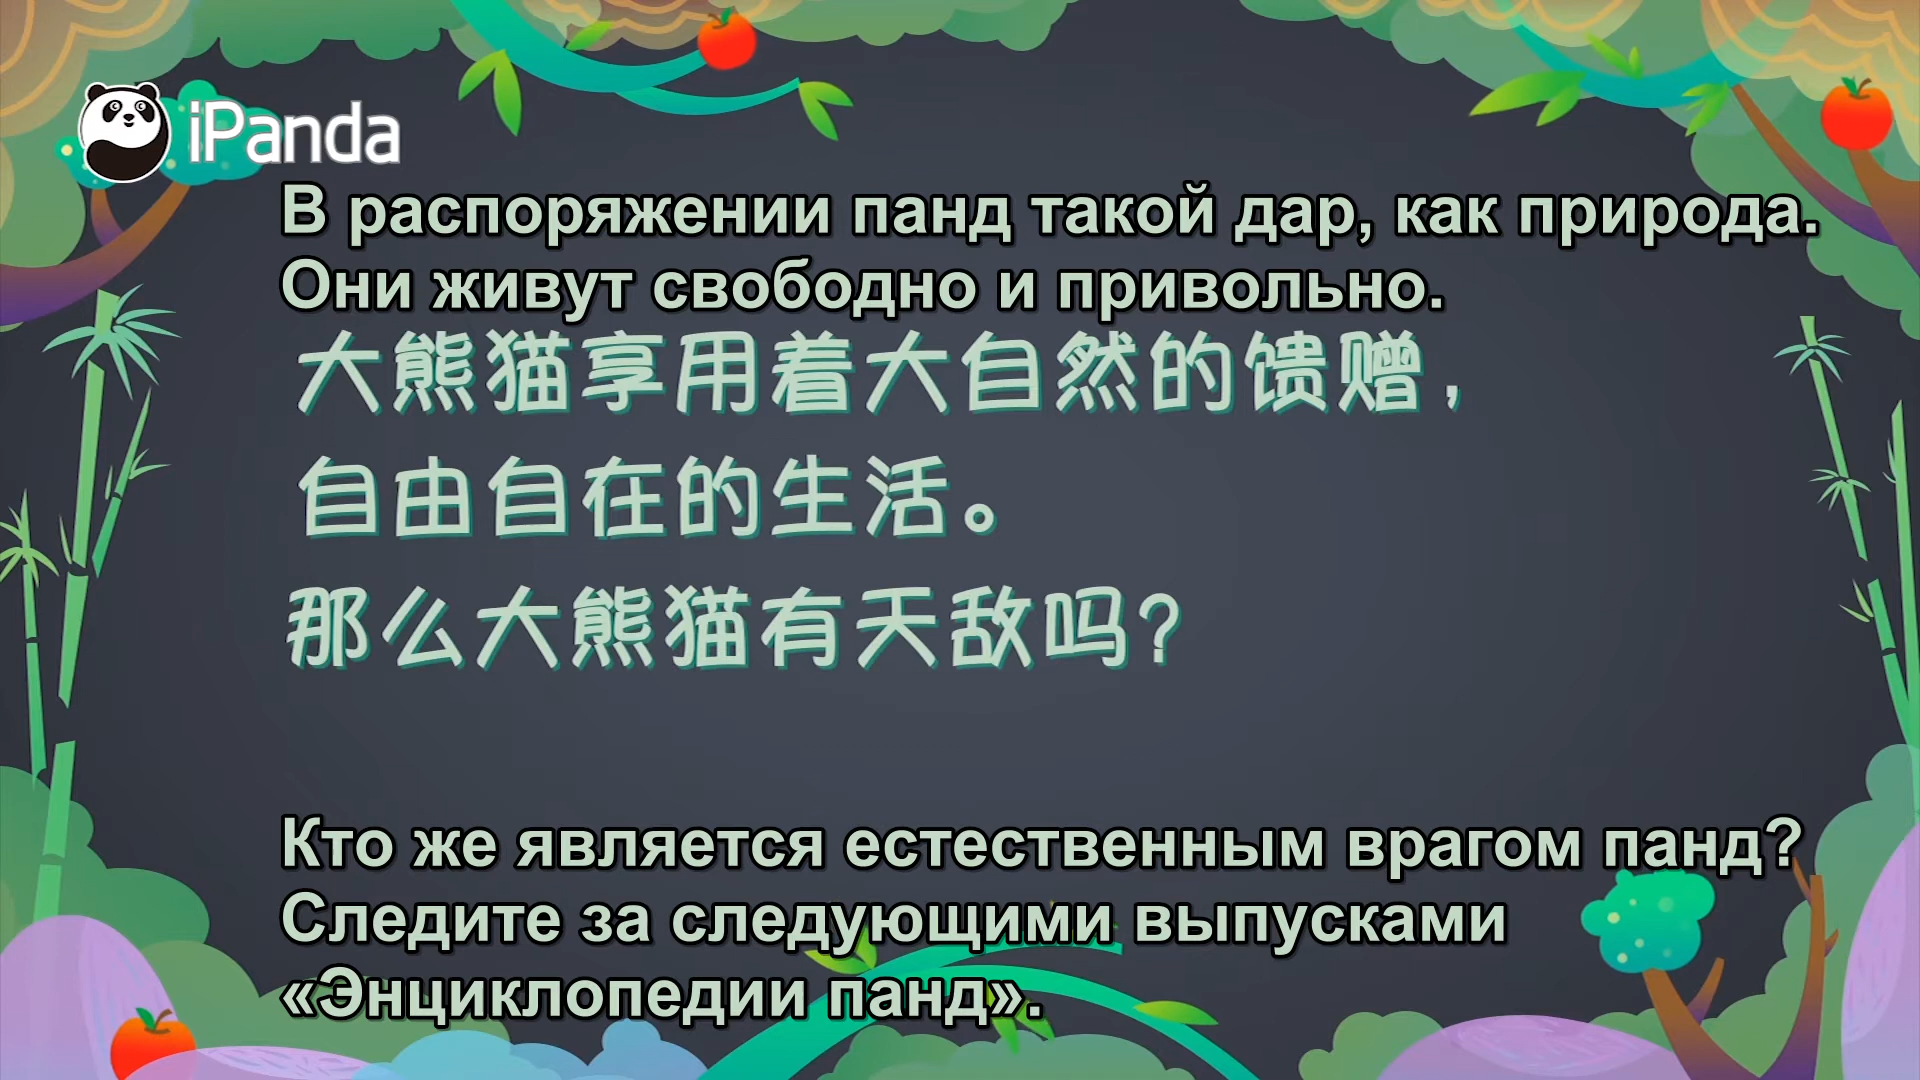 iPanda
В распоряжении панд такой дар, как природа.
Они живут свободно и привольно.
大熊猫享用着大自然的馈赠，
自由自在的生活。
那么大熊猫有天敌吗？
Кто же является естественным врагом панд?
Следите за следующими выпусками
«Энциклопедии панд».